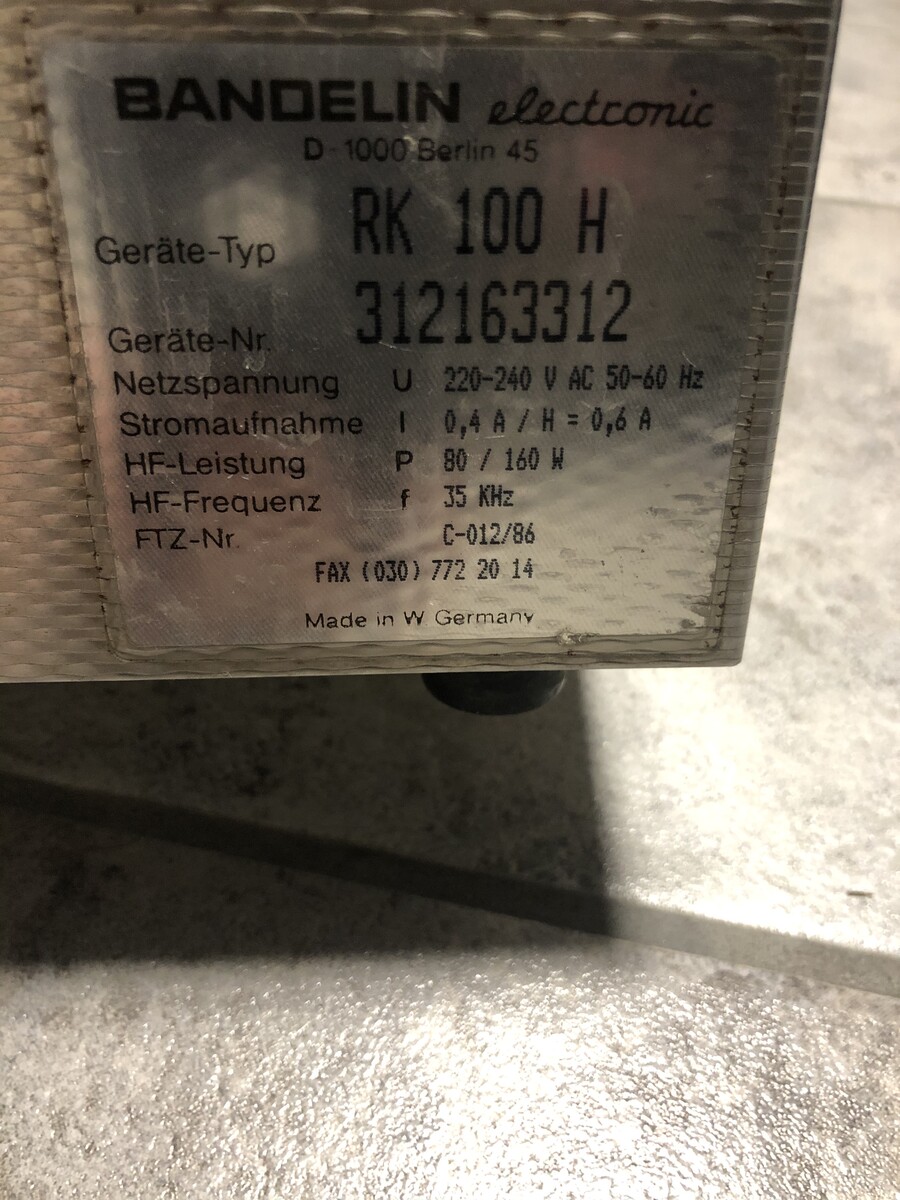 BANDELIN electronic
D-1000 Berlin 45
Geräte-Typ RK 100 H
Geräte-Nr. 312163312
Netzspannung U 220-240 V AC 50-60 Hz
Stromaufnahme I 0,4 A / H = 0,6 A
HF-Leistung P 80 / 160 W
HF-Frequenz f 35 KHz
FTZ-Nr. C-012/86
FAX (030) 772 20 14
Made in W Germany